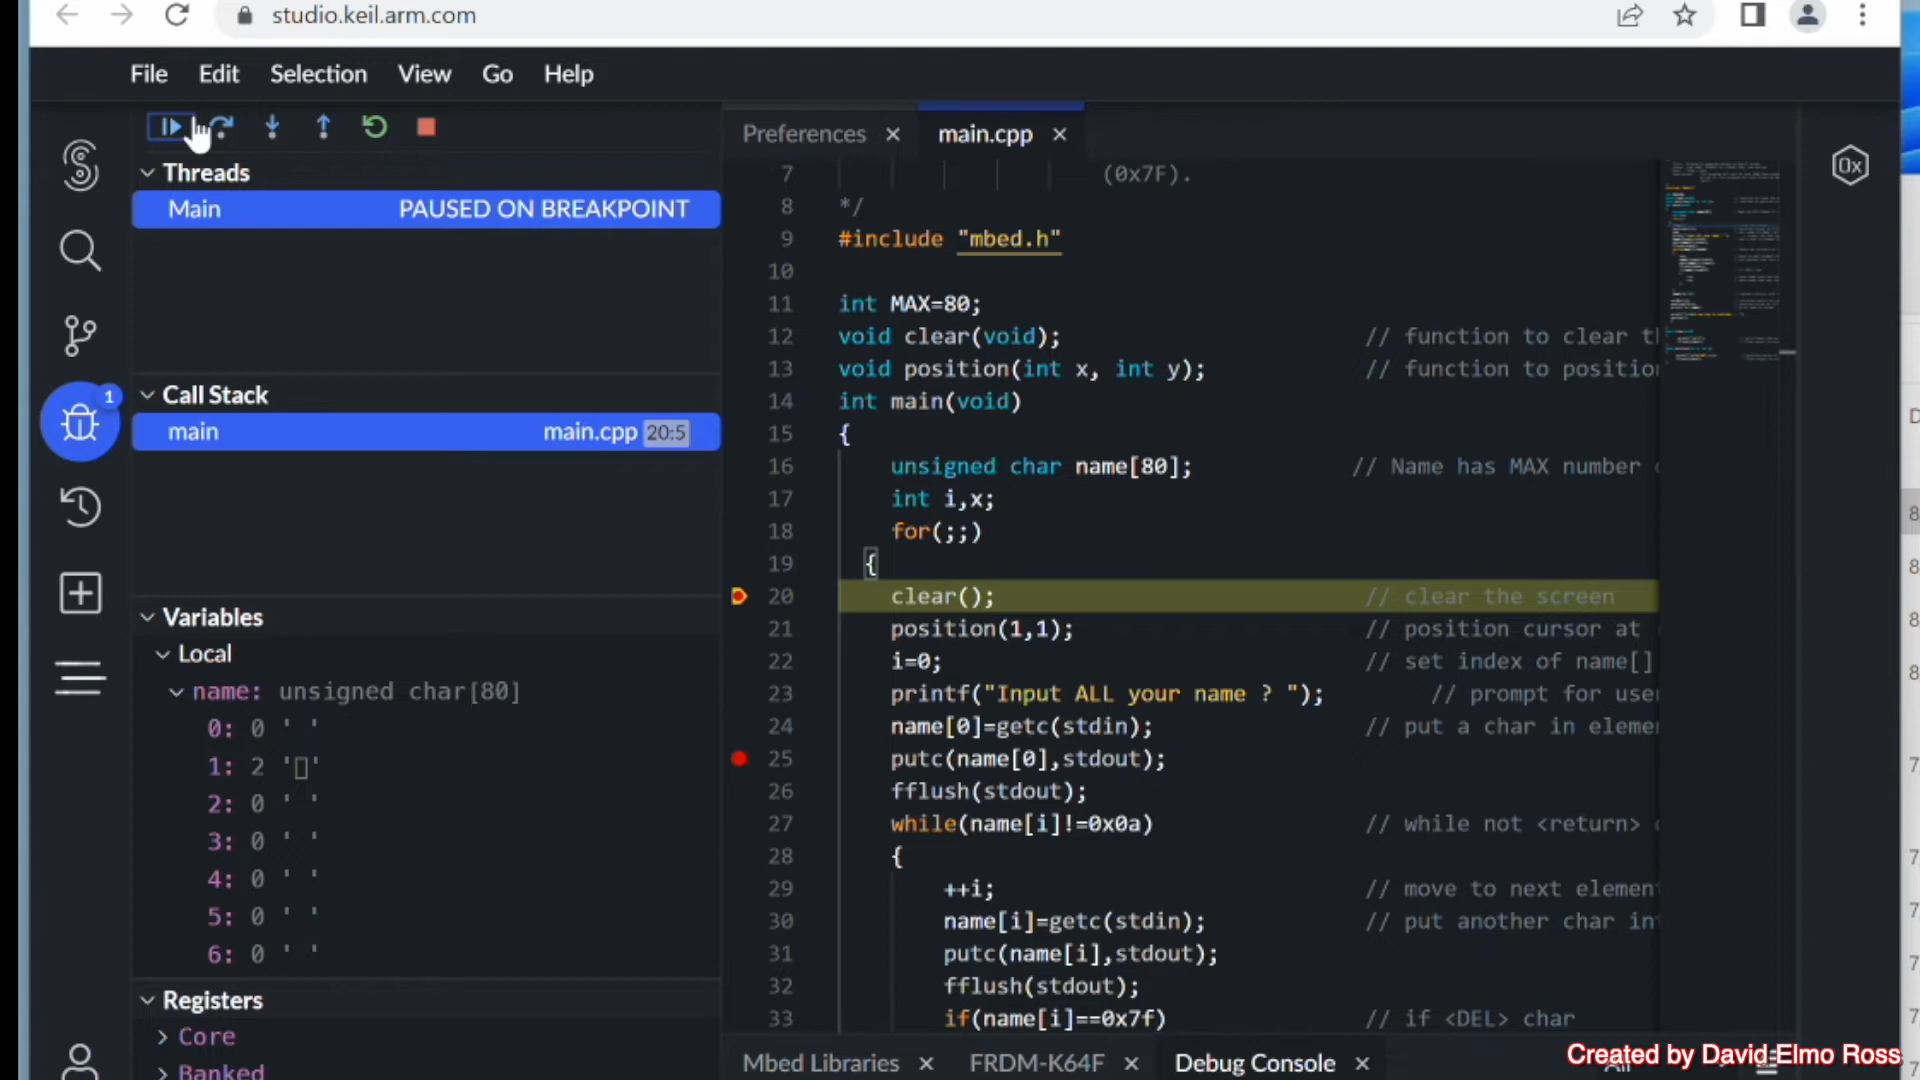 studio.keil.arm.com
File Edit Selection View Go Help
Threads
Main PAUSED ON BREAKPOINT
Call Stack
main main.cpp 20:5
Variables
Local
name: unsigned char[80]
0: 0 ' '
1: 2 '▯'
2: 0 ' '
3: 0 ' '
4: 0 ' '
5: 0 ' '
6: 0 ' '
Registers
Core
Banked
1
Preferences × main.cpp ×
7 (0x7F).
8 */
9 #include "mbed.h"
10
11 int MAX=80;
12 void clear(void); // function to clear
13 void position(int x, int y); // function to position
14 int main(void)
15 {
16 unsigned char name[80]; // Name has MAX number
17 int i,x;
18 for(;;)
19 {
20 clear(); // clear the screen
21 position(1,1); // position cursor at
22 i=0; // set index of name[]
23 printf("Input ALL your name ? "); // prompt for use
24 name[0]=getc(stdin); // put a char in eleme
25 putc(name[0],stdout);
26 fflush(stdout);
27 while(name[i]!=0x0a) // while not <return>
28 {
29 ++i; // move to next element
30 name[i]=getc(stdin); // put another char in
31 putc(name[i],stdout);
32 fflush(stdout);
33 if(name[i]==0x7f) // if <DEL> char
Mbed Libraries × FRDM-K64F × Debug Console ×
0x
Created by David Elmo Ross